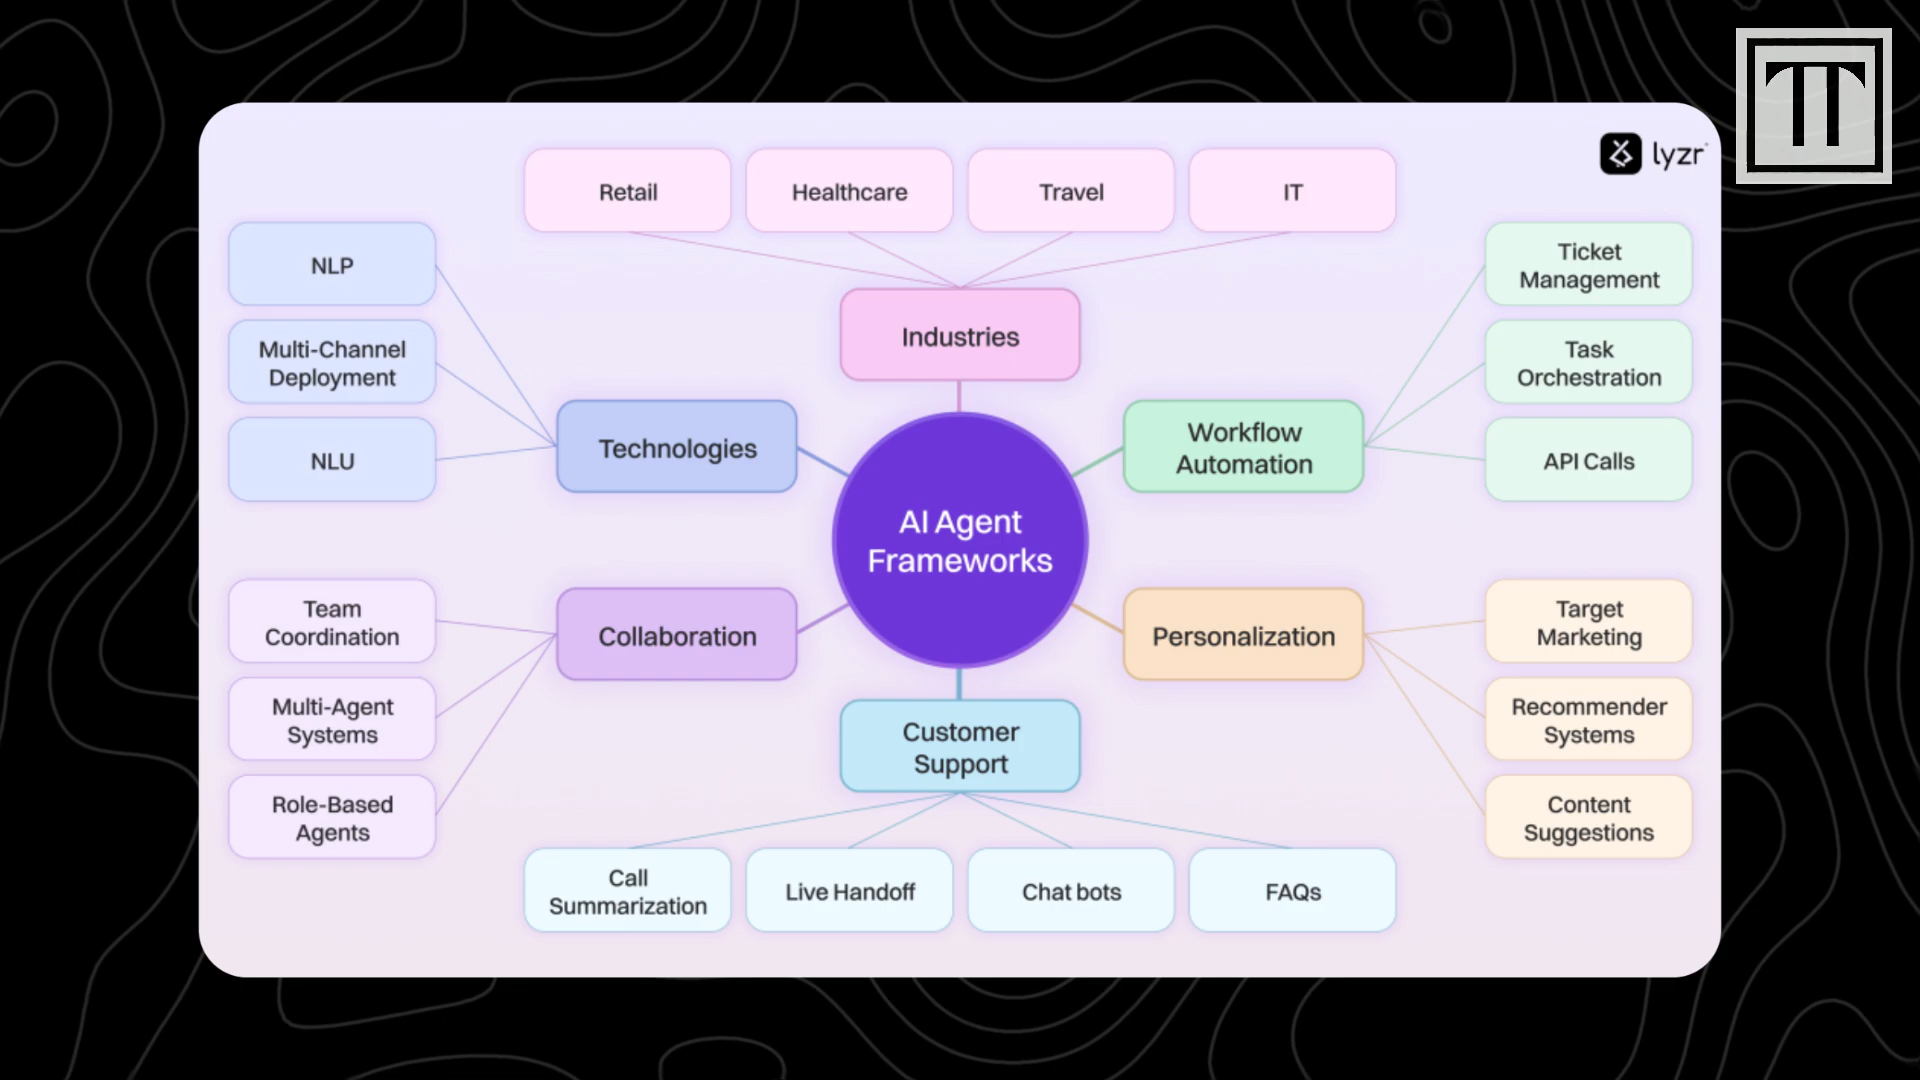 lyzr
Retail
Healthcare
Travel
IT
Industries
NLP
Multi-Channel
Deployment
NLU
Technologies
Workflow
Automation
Ticket
Management
Task
Orchestration
API Calls
AI Agent
Frameworks
Team
Coordination
Multi-Agent
Systems
Role-Based
Agents
Collaboration
Personalization
Target
Marketing
Recommender
Systems
Content
Suggestions
Customer
Support
Call
Summarization
Live Handoff
Chat bots
FAQs